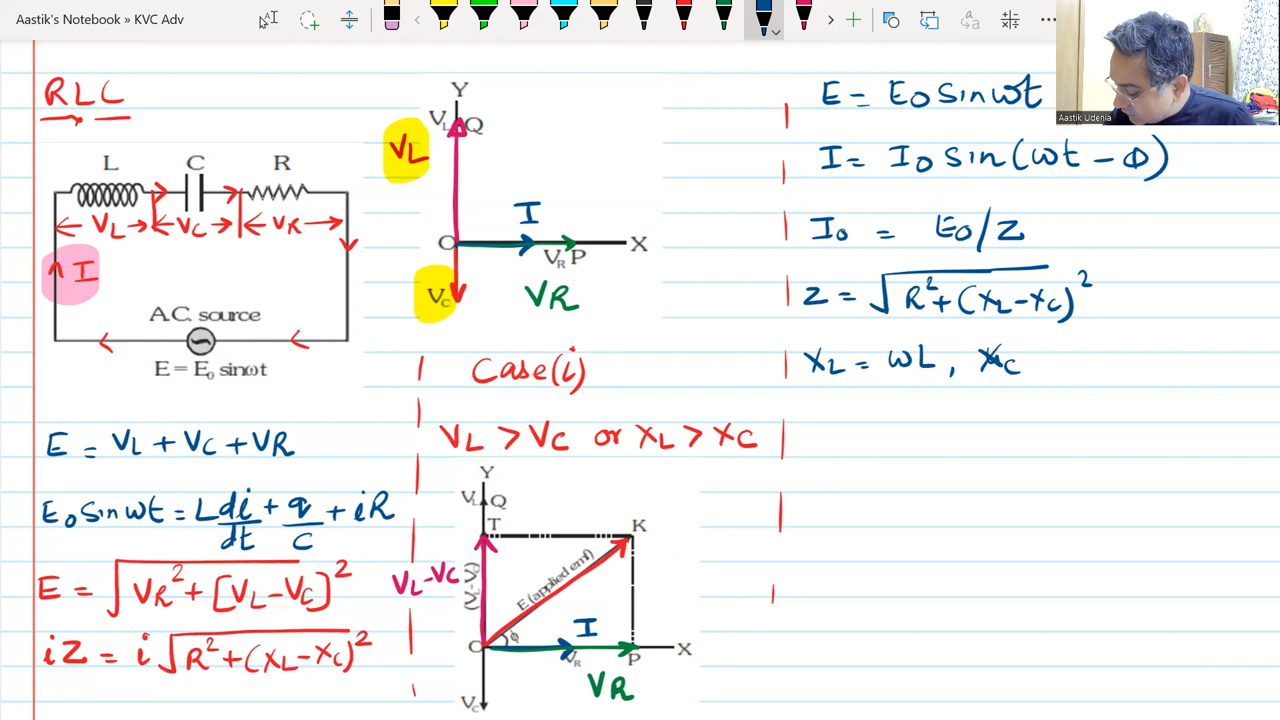 Aastik's Notebook » KVC Adv
Aastik Udenia
RLC
L C R
VL VC VR
I
A.C. source
E = E₀ sinωt
E = VL + VC + VR
E₀ sinωt = L di/dt + q/C + iR
E = √VR² + [VL-VC]²
iZ = i √R² + (XL-XC)²
Y
VL Q
VL
I
O X
VR P
VC
VR
Case(i)
VL > VC or XL > XC
Y
VL Q
T K
VL-VC (VL-VC) E (applied emf)
ϕ I
O VR P X
VR
VC
E = E₀ sinωt
I = I₀ sin(ωt - Φ)
I₀ = E₀/Z
Z = √R² + (XL-XC)²
XL = ωL, XC